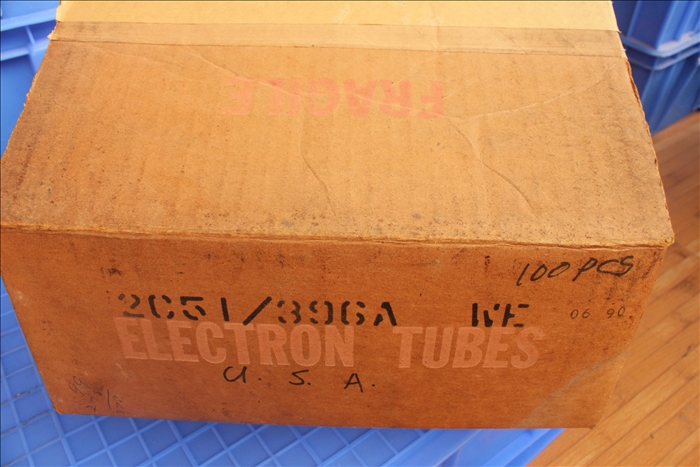 FRAGILE
100 PCS
2C51/396A WE 06 90
ELECTRON TUBES
U. S. A.